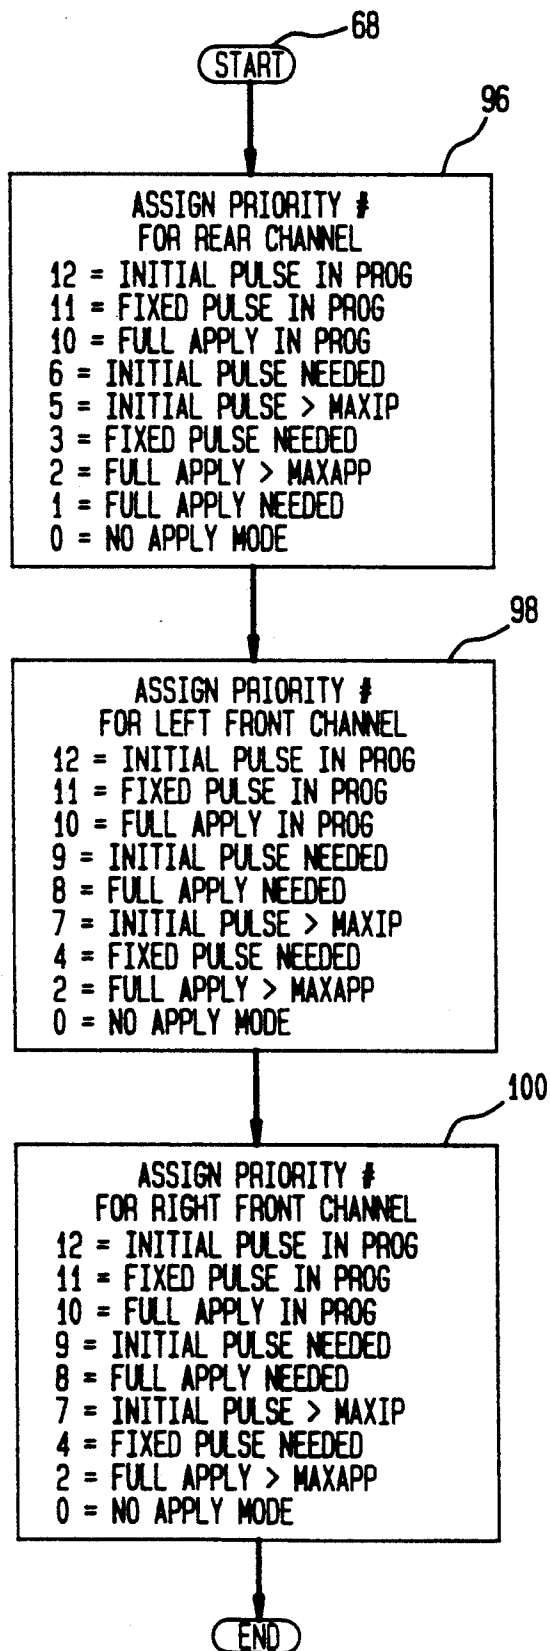 68
START
96
ASSIGN PRIORITY #
FOR REAR CHANNEL
12 = INITIAL PULSE IN PROG
11 = FIXED PULSE IN PROG
10 = FULL APPLY IN PROG
6 = INITIAL PULSE NEEDED
5 = INITIAL PULSE > MAXIP
3 = FIXED PULSE NEEDED
2 = FULL APPLY > MAXAPP
1 = FULL APPLY NEEDED
0 = NO APPLY MODE
98
ASSIGN PRIORITY #
FOR LEFT FRONT CHANNEL
12 = INITIAL PULSE IN PROG
11 = FIXED PULSE IN PROG
10 = FULL APPLY IN PROG
9 = INITIAL PULSE NEEDED
8 = FULL APPLY NEEDED
7 = INITIAL PULSE > MAXIP
4 = FIXED PULSE NEEDED
2 = FULL APPLY > MAXAPP
0 = NO APPLY MODE
100
ASSIGN PRIORITY #
FOR RIGHT FRONT CHANNEL
12 = INITIAL PULSE IN PROG
11 = FIXED PULSE IN PROG
10 = FULL APPLY IN PROG
9 = INITIAL PULSE NEEDED
8 = FULL APPLY NEEDED
7 = INITIAL PULSE > MAXIP
4 = FIXED PULSE NEEDED
2 = FULL APPLY > MAXAPP
0 = NO APPLY MODE
END